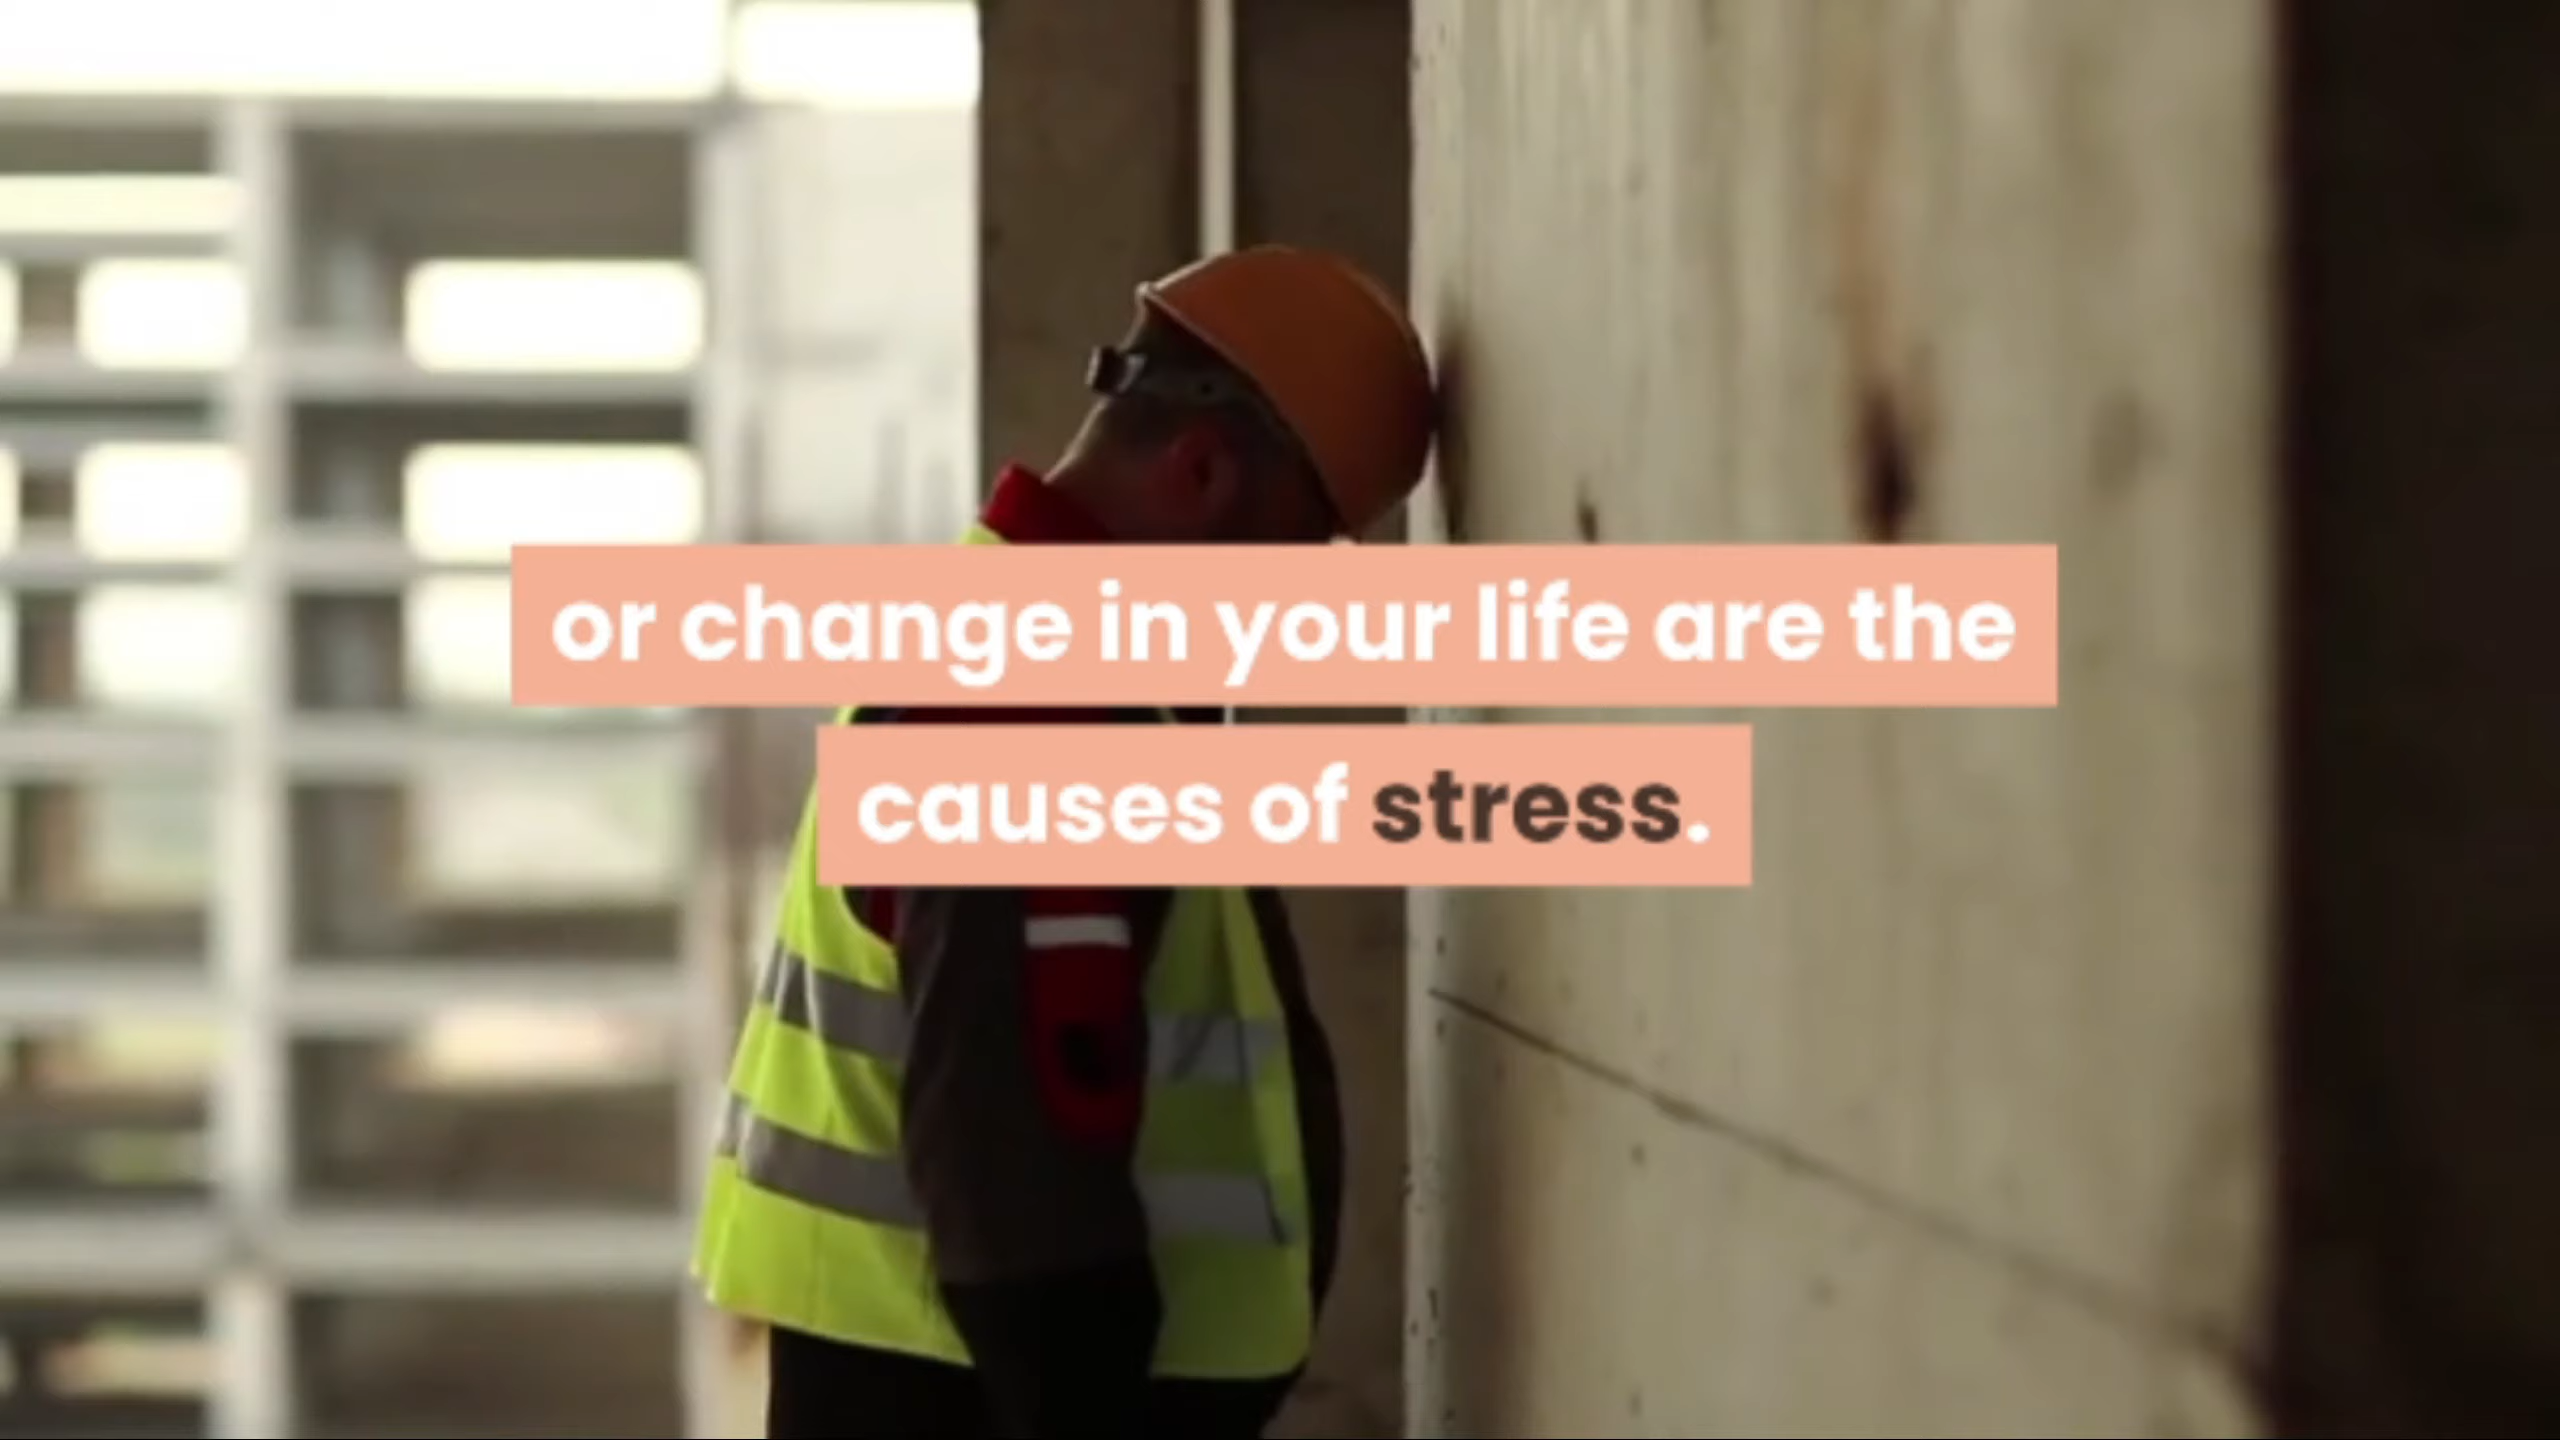 or change in your life are the
causes of stress.